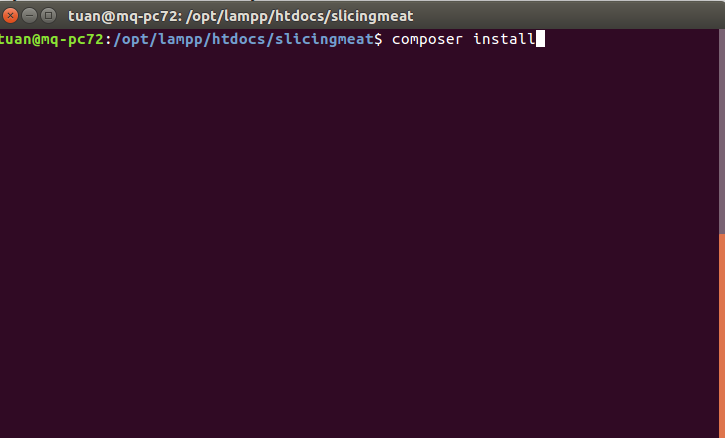 tuan@mq-pc72: /opt/lampp/htdocs/slicingmeat
tuan@mq-pc72:/opt/lampp/htdocs/slicingmeat$ composer install